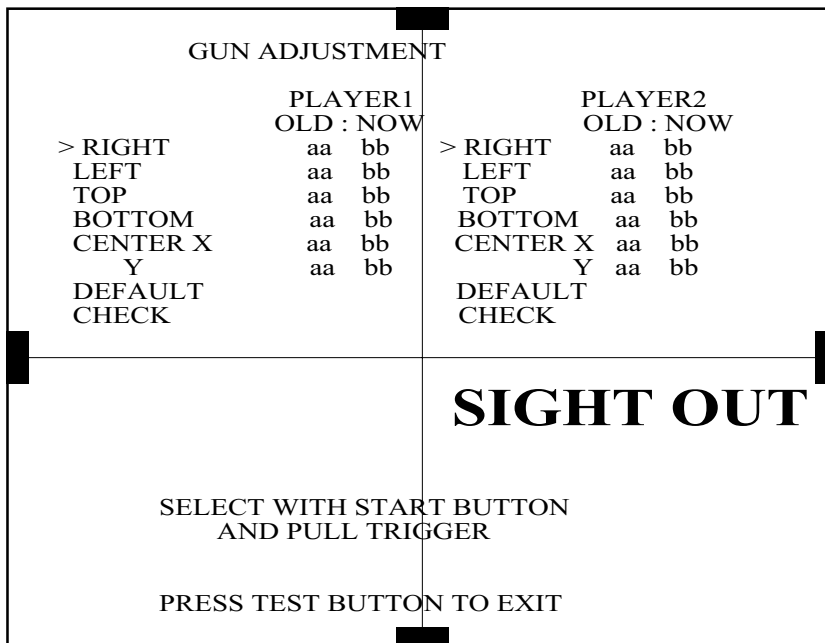 GUN ADJUSTMENT
PLAYER1 PLAYER2
OLD : NOW OLD : NOW
> RIGHT aa bb > RIGHT aa bb
LEFT aa bb LEFT aa bb
TOP aa bb TOP aa bb
BOTTOM aa bb BOTTOM aa bb
CENTER X aa bb CENTER X aa bb
Y aa bb Y aa bb
DEFAULT DEFAULT
CHECK CHECK
SIGHT OUT
SELECT WITH START BUTTON
AND PULL TRIGGER
PRESS TEST BUTTON TO EXIT